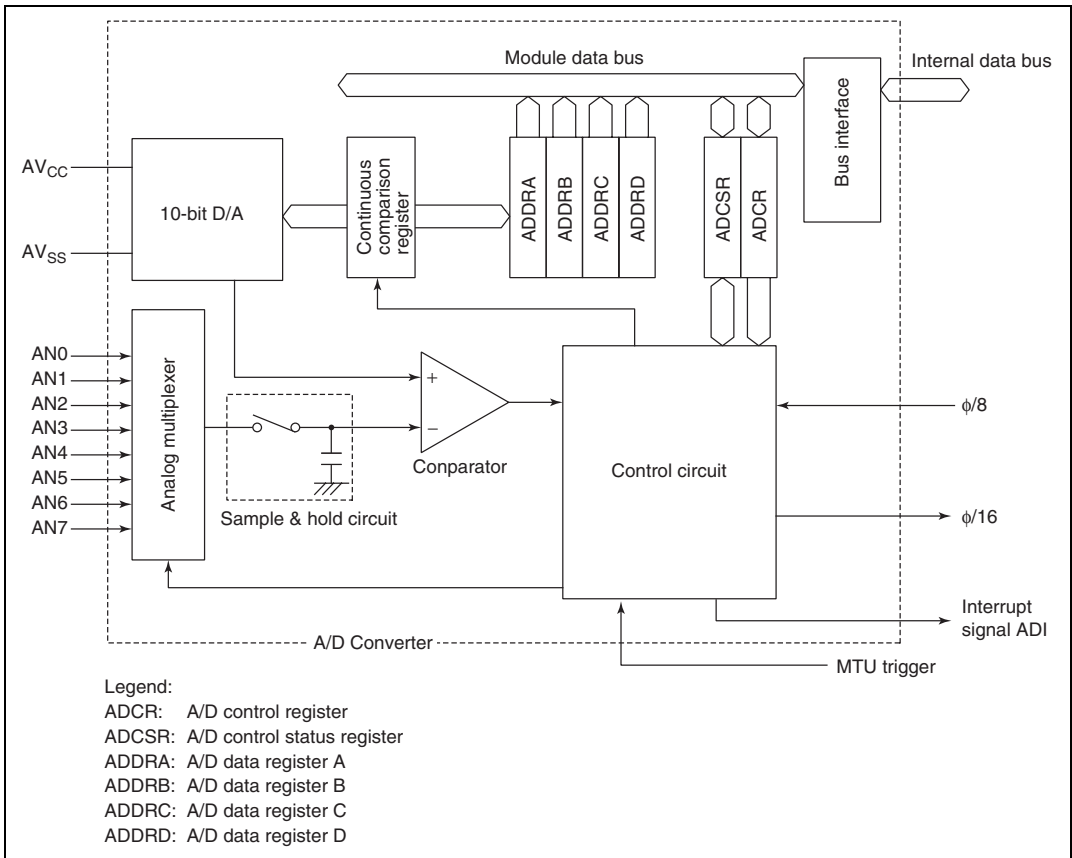 Module data bus
Internal data bus
Bus interface
AVCC
AVSS
10-bit D/A
Continuous
comparison
register
ADDRA
ADDRB
ADDRC
ADDRD
ADCSR
ADCR
AN0
AN1
AN2
AN3
AN4
AN5
AN6
AN7
Analog multiplexer
+
−
Conparator
Sample & hold circuit
Control circuit
ϕ/8
ϕ/16
Interrupt
signal ADI
MTU trigger
A/D Converter
Legend:
ADCR: A/D control register
ADCSR: A/D control status register
ADDRA: A/D data register A
ADDRB: A/D data register B
ADDRC: A/D data register C
ADDRD: A/D data register D